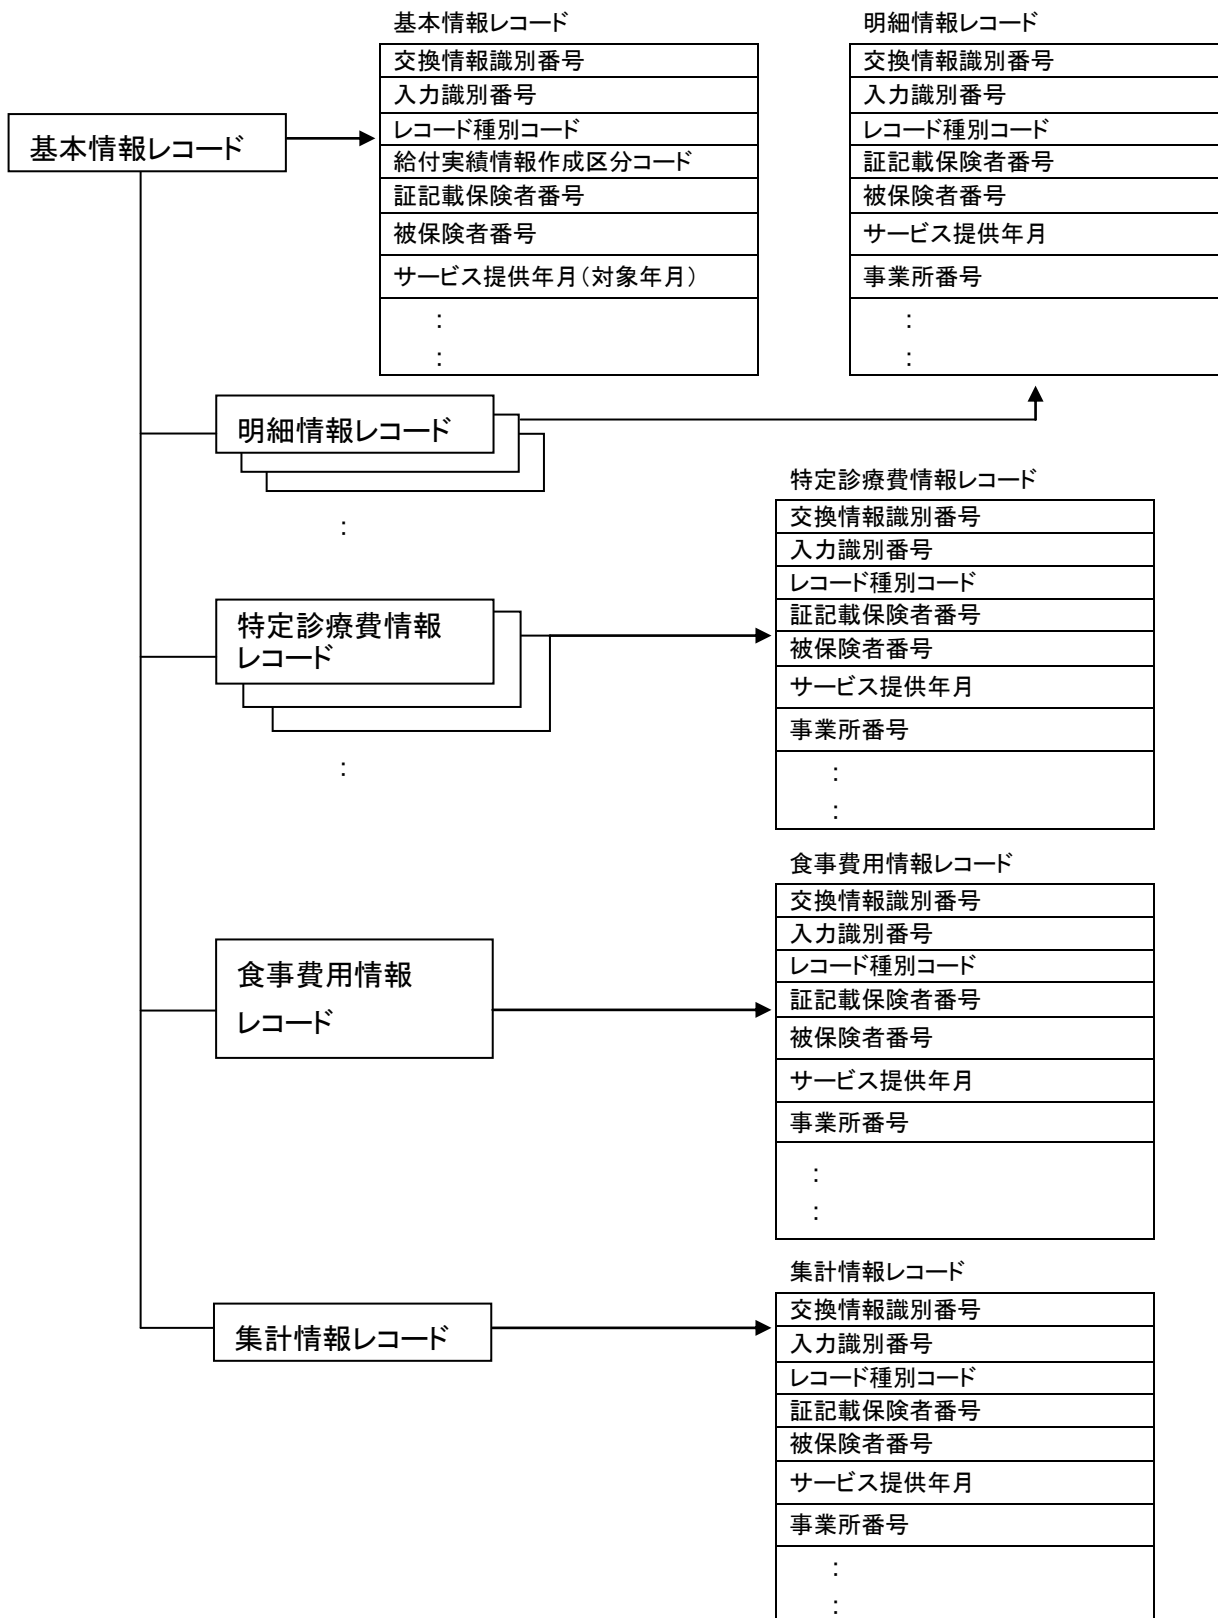 基本情報レコード
基本情報レコード
交換情報識別番号
入力識別番号
レコード種別コード
給付実績情報作成区分コード
証記載保険者番号
被保険者番号
サービス提供年月(対象年月)
:
:
明細情報レコード
交換情報識別番号
入力識別番号
レコード種別コード
証記載保険者番号
被保険者番号
サービス提供年月
事業所番号
:
:
明細情報レコード
:
特定診療費情報
レコード
:
特定診療費情報レコード
交換情報識別番号
入力識別番号
レコード種別コード
証記載保険者番号
被保険者番号
サービス提供年月
事業所番号
:
:
食事費用情報
レコード
食事費用情報レコード
交換情報識別番号
入力識別番号
レコード種別コード
証記載保険者番号
被保険者番号
サービス提供年月
事業所番号
:
:
集計情報レコード
集計情報レコード
交換情報識別番号
入力識別番号
レコード種別コード
証記載保険者番号
被保険者番号
サービス提供年月
事業所番号
:
: